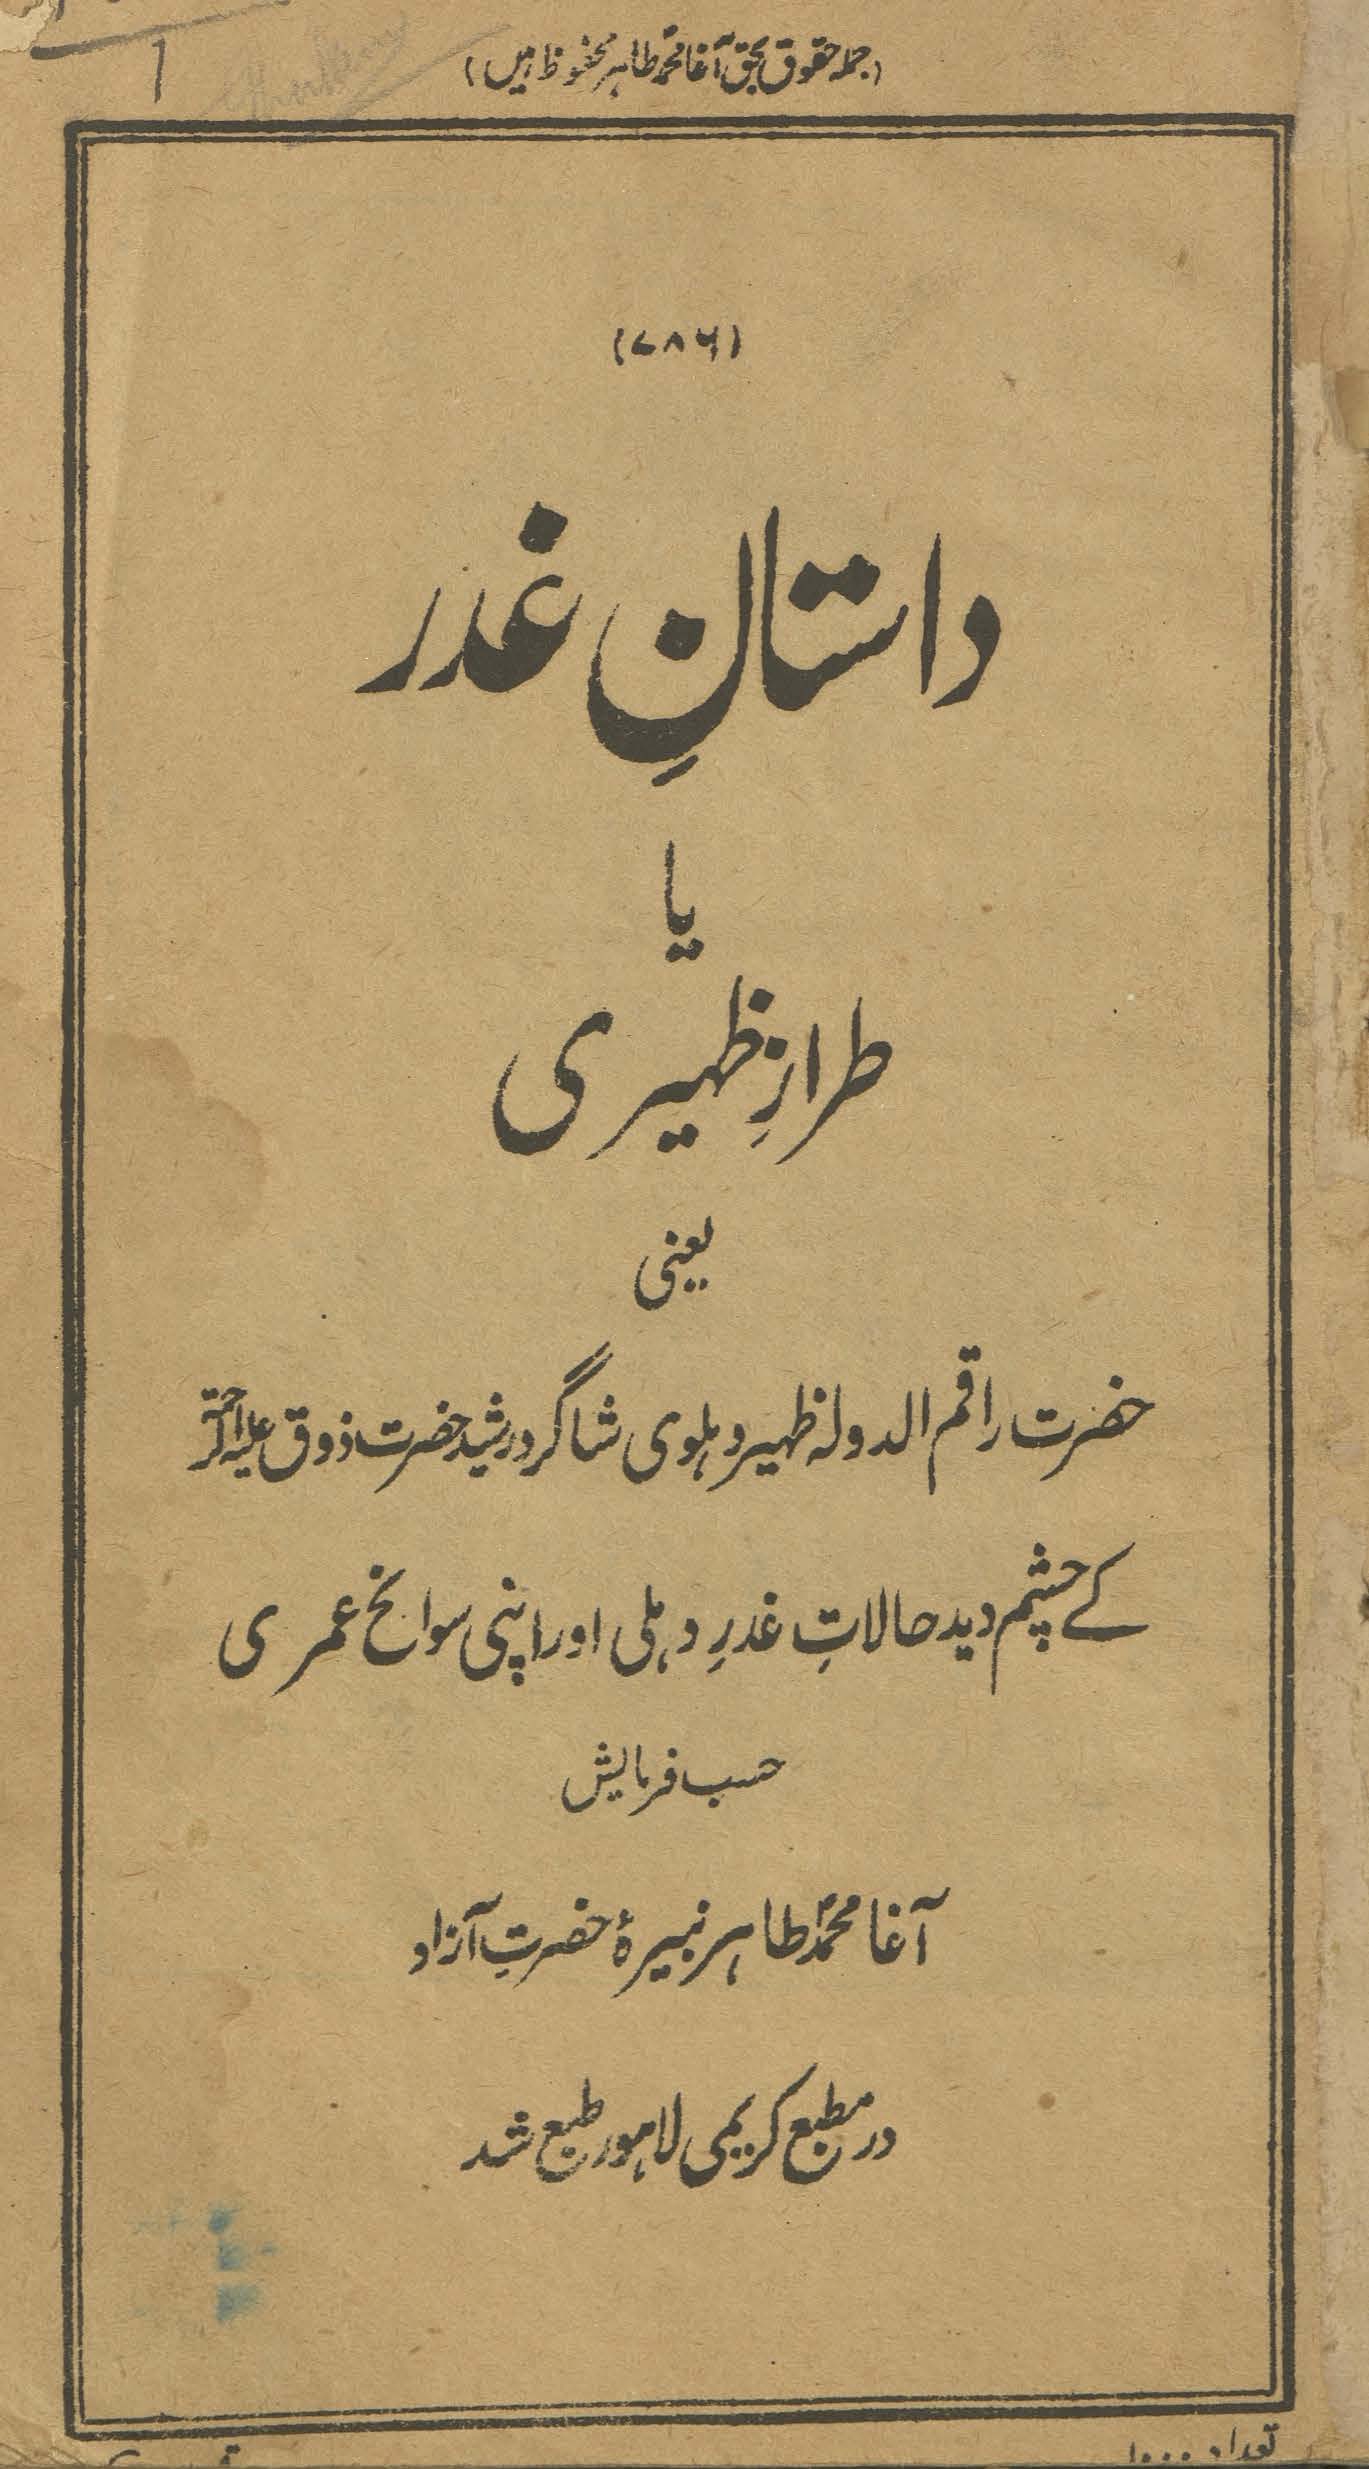 (جملہ حقوق بحق آغا محمدؐ طاہر محفوظ ہیں)
(۷۸۶)
داستانِ غدر
یا
طرازِ ظہیری
یعنی
حضرت راقم الدولہ ظہیر دہلوی شاگرد رشید حضرت ذوق علیہ الرحمۃ
کے چشم دید حالاتِ غدرِ دہلی اور اپنی سوانح عمری
حسب فرمایش
آغا محمدؐ طاہر نبیرۂ حضرتِ آزاد
در مطبع کریمی لاہور طبع شد
تعداد ۱۰۰۰